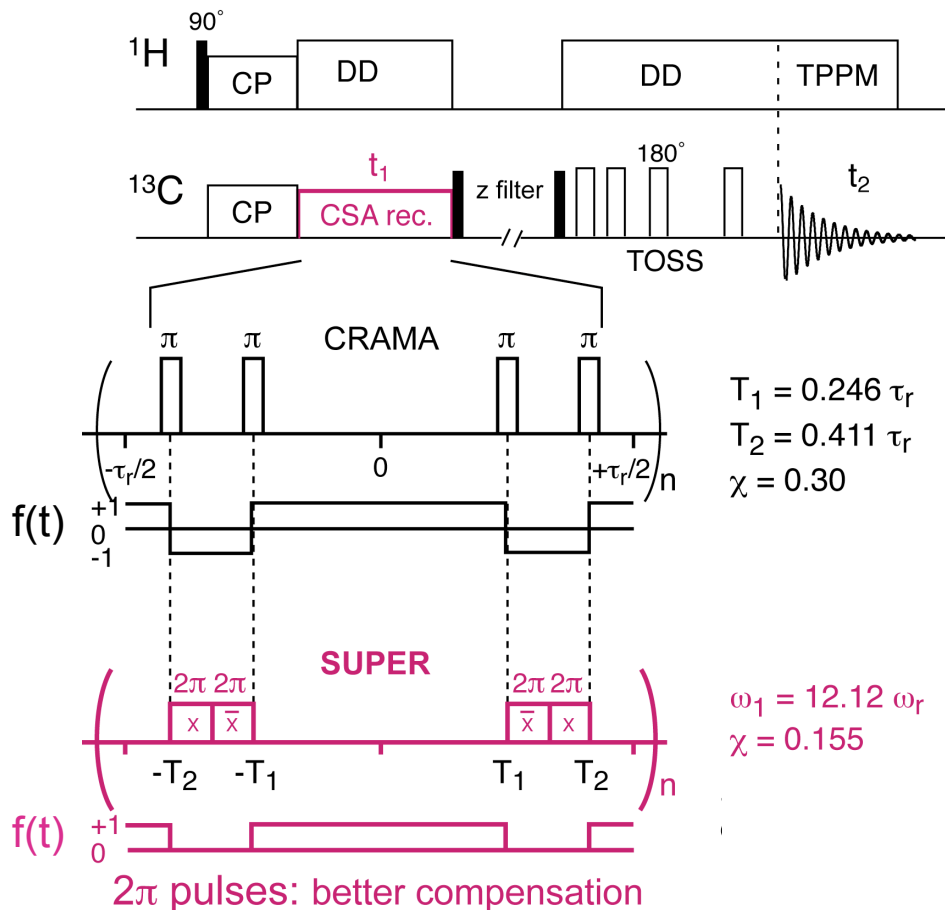 90°
¹H
CP
DD
DD
TPPM
t₁
180°
t₂
¹³C
CP
CSA rec.
z filter
TOSS
π π CRAMA π π
T₁ = 0.246 τᵣ
T₂ = 0.411 τᵣ
χ = 0.30
-τᵣ/2 0 +τᵣ/2 n
f(t) +1
0
-1
SUPER
2π 2π 2π 2π
x x̄ x̄ x
ω₁ = 12.12 ωᵣ
χ = 0.155
-T₂ -T₁ T₁ T₂ n
f(t) +1
0
2π pulses: better compensation